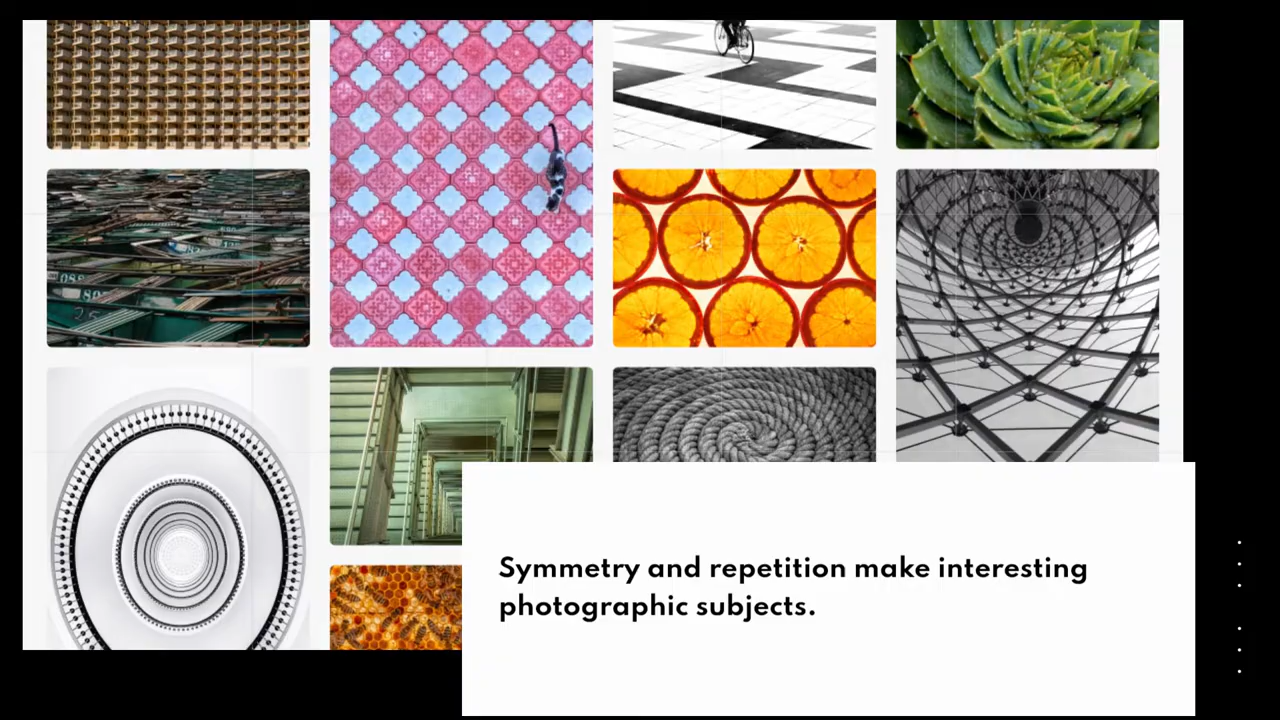 Symmetry and repetition make interesting
photographic subjects.